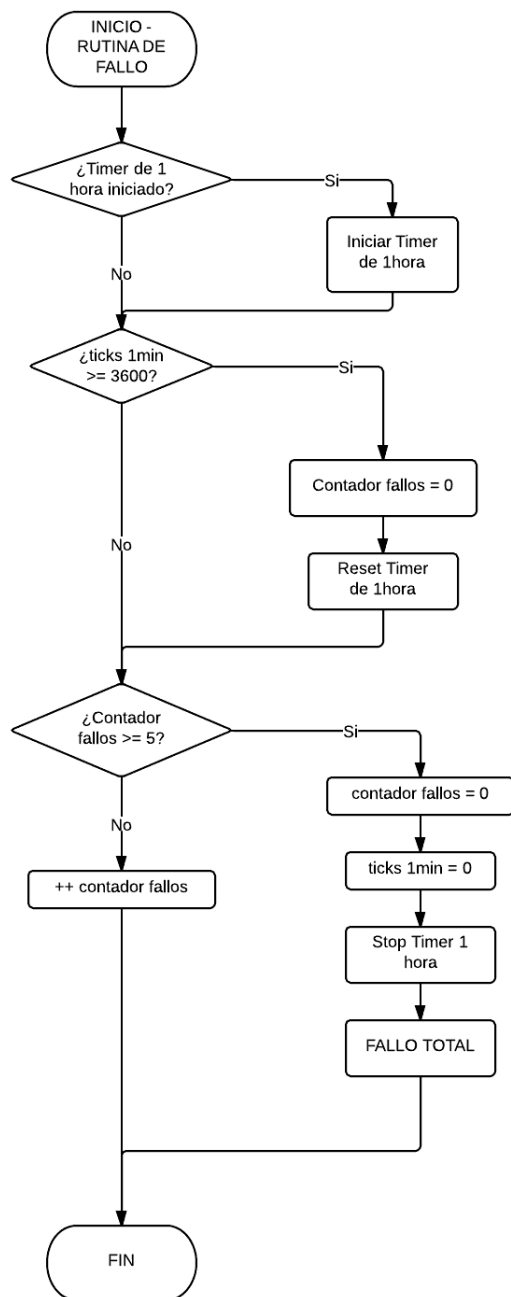 INICIO -
RUTINA DE
FALLO
¿Timer de 1
hora iniciado?
Si
Iniciar Timer
de 1hora
No
¿ticks 1min
>= 3600?
Si
Contador fallos = 0
No
Reset Timer
de 1hora
¿Contador
fallos >= 5?
Si
contador fallos = 0
No
ticks 1min = 0
++ contador fallos
Stop Timer 1
hora
FALLO TOTAL
FIN